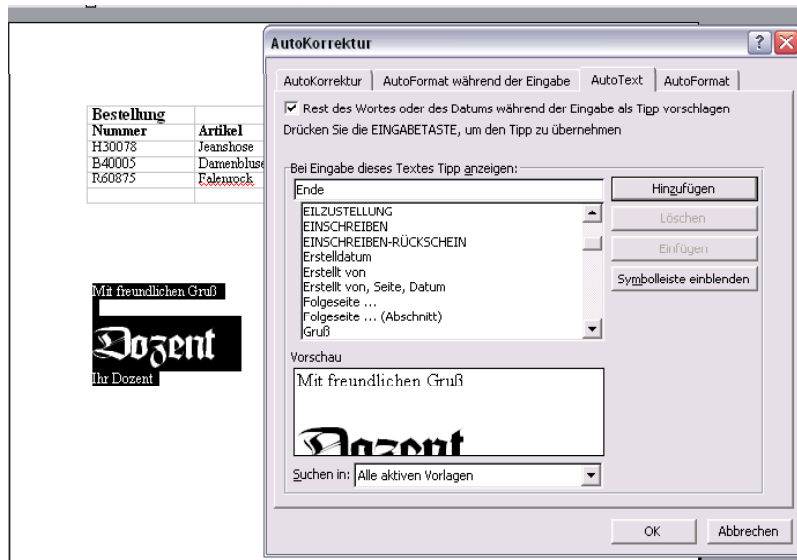 Bestellung
Nummer Artikel
H30078 Jeanshose
B40005 Damenbluse
R60875 Falenrock
Mit freundlichen Gruß
Dozent
Ihr Dozent
AutoKorrektur
AutoKorrektur AutoFormat während der Eingabe AutoText AutoFormat
Rest des Wortes oder des Datums während der Eingabe als Tipp vorschlagen
Drücken Sie die EINGABETASTE, um den Tipp zu übernehmen
Bei Eingabe dieses Textes Tipp anzeigen:
Ende
Hinzufügen
EILZUSTELLUNG
EINSCHREIBEN
EINSCHREIBEN-RÜCKSCHEIN
Erstelldatum
Erstellt von
Erstellt von, Seite, Datum
Folgeseite ...
Folgeseite ... (Abschnitt)
Gruß
Löschen
Einfügen
Symbolleiste einblenden
Vorschau
Mit freundlichen Gruß
Dozent
Suchen in: Alle aktiven Vorlagen
OK Abbrechen